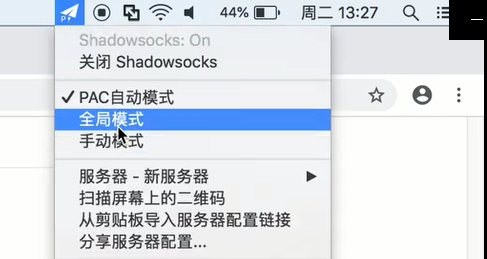 44% 周二 13:27
Shadowsocks: On
关闭 Shadowsocks
PAC自动模式
全局模式
手动模式
服务器 - 新服务器
扫描屏幕上的二维码
从剪贴板导入服务器配置链接
分享服务器配置...